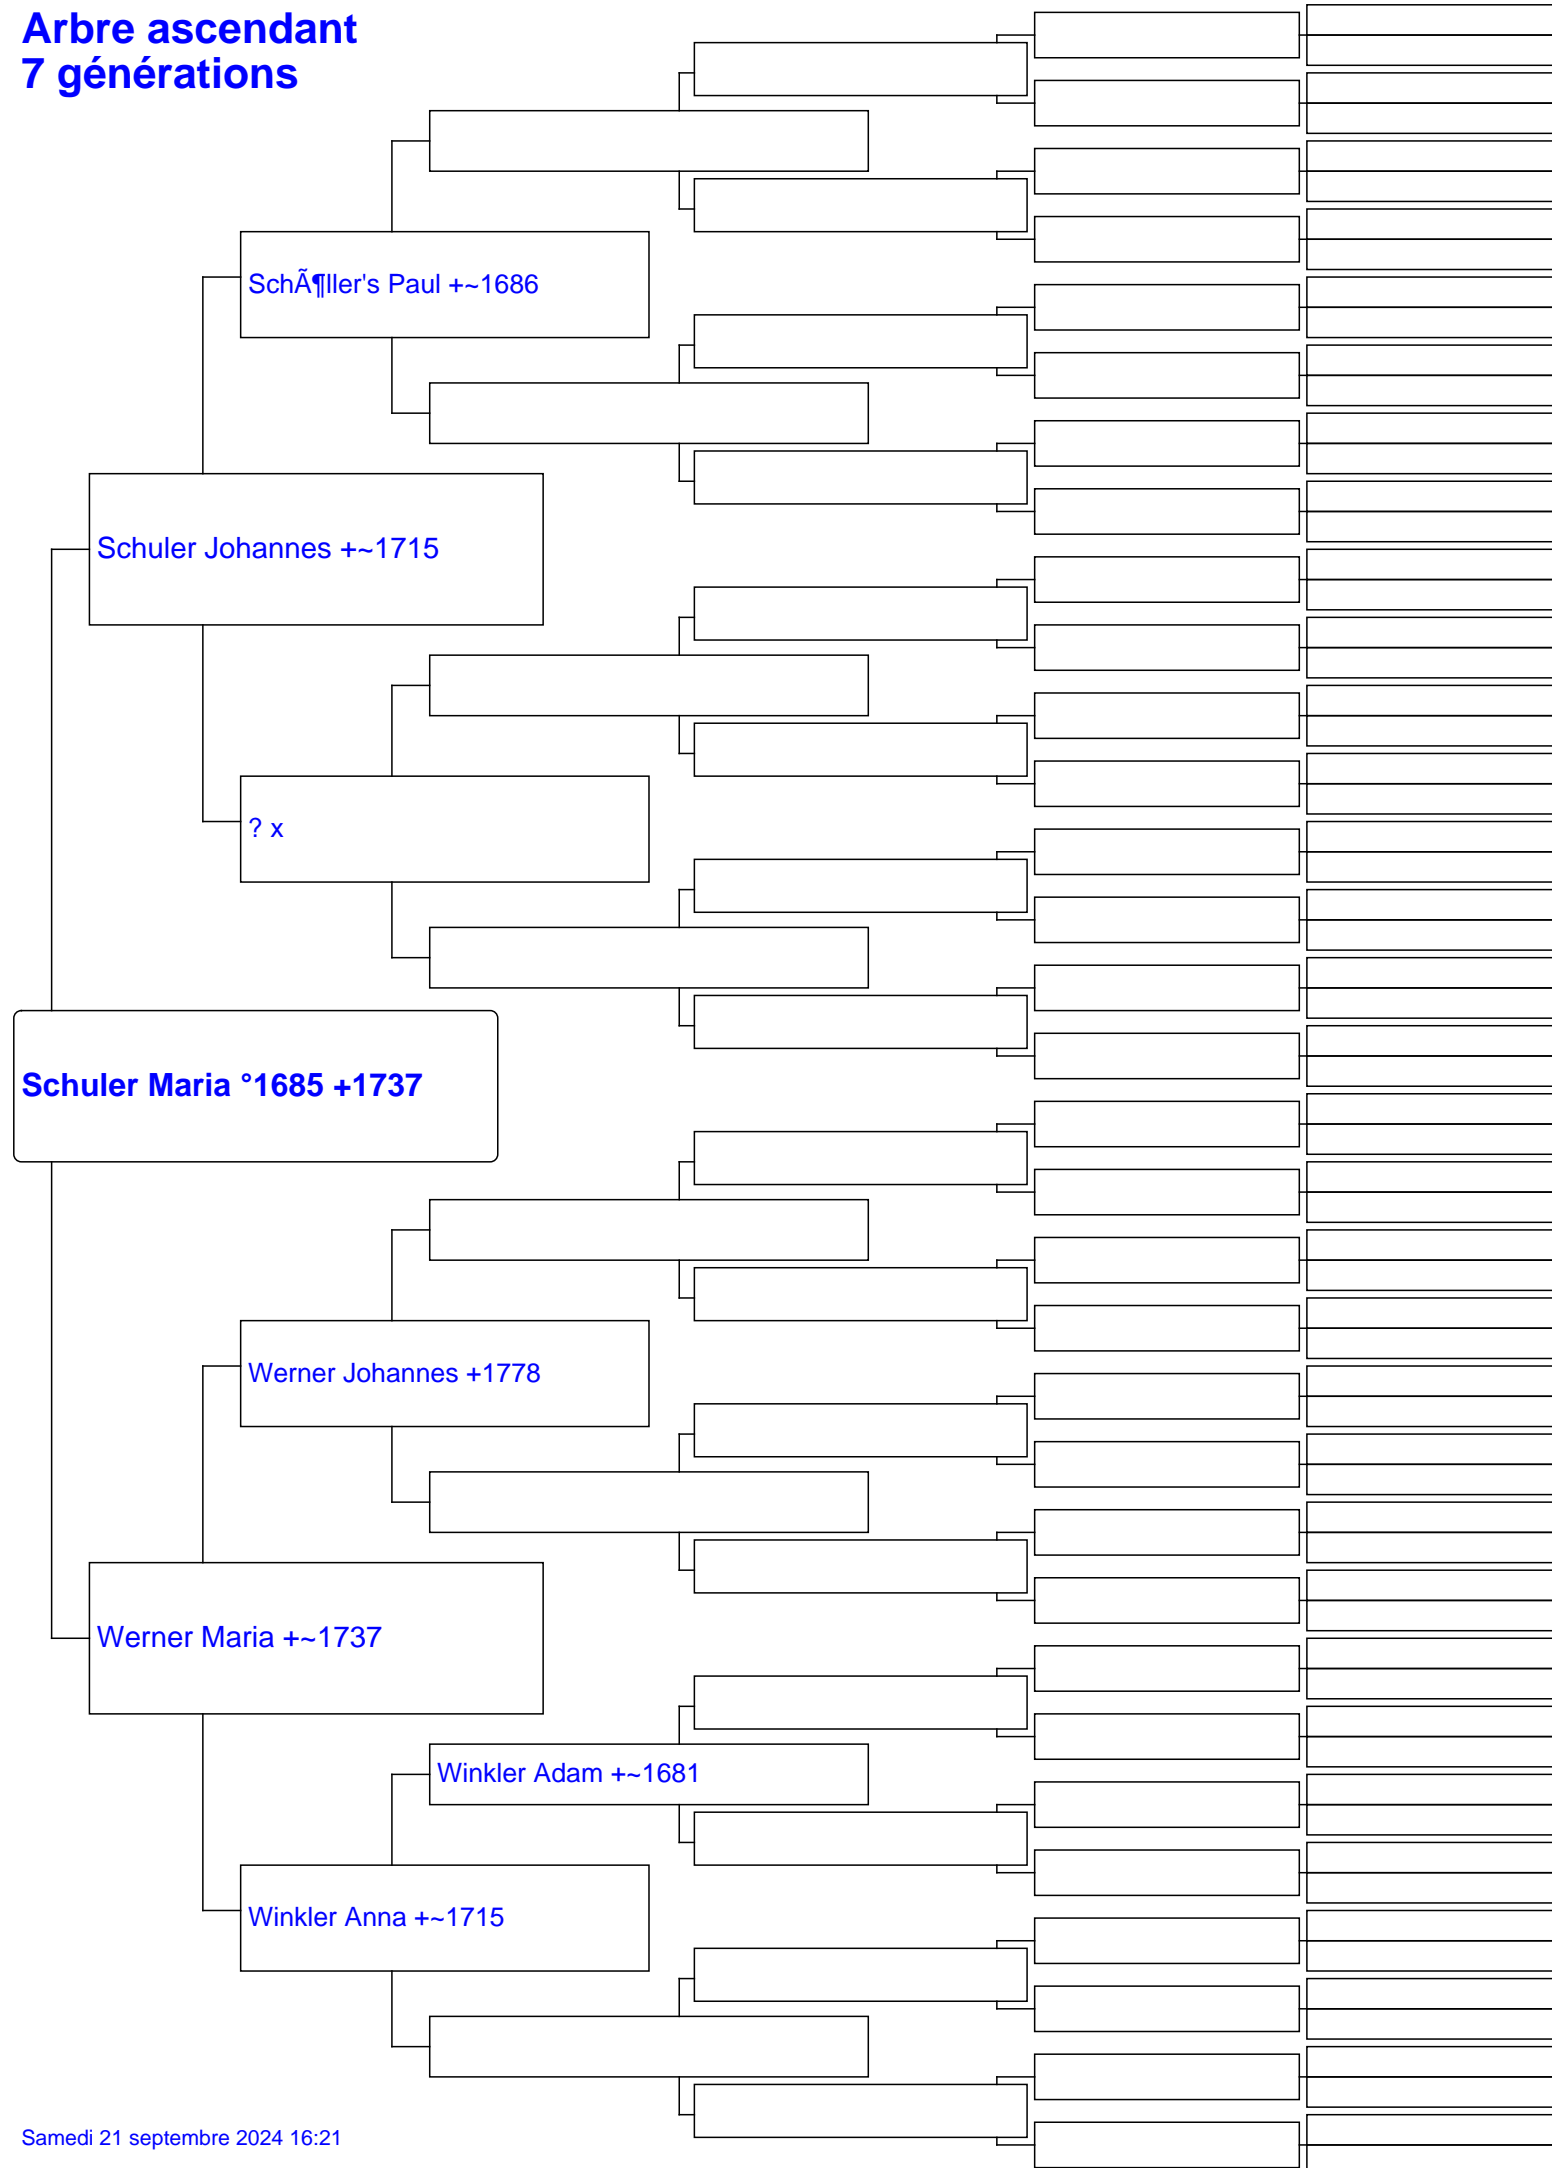 Arbre ascendant
7 générations
SchÃ¶ller's Paul +~1686
Schuler Johannes +~1715
? x
Schuler Maria °1685 +1737
Werner Johannes +1778
Werner Maria +~1737
Winkler Adam +~1681
Winkler Anna +~1715
Samedi 21 septembre 2024 16:21